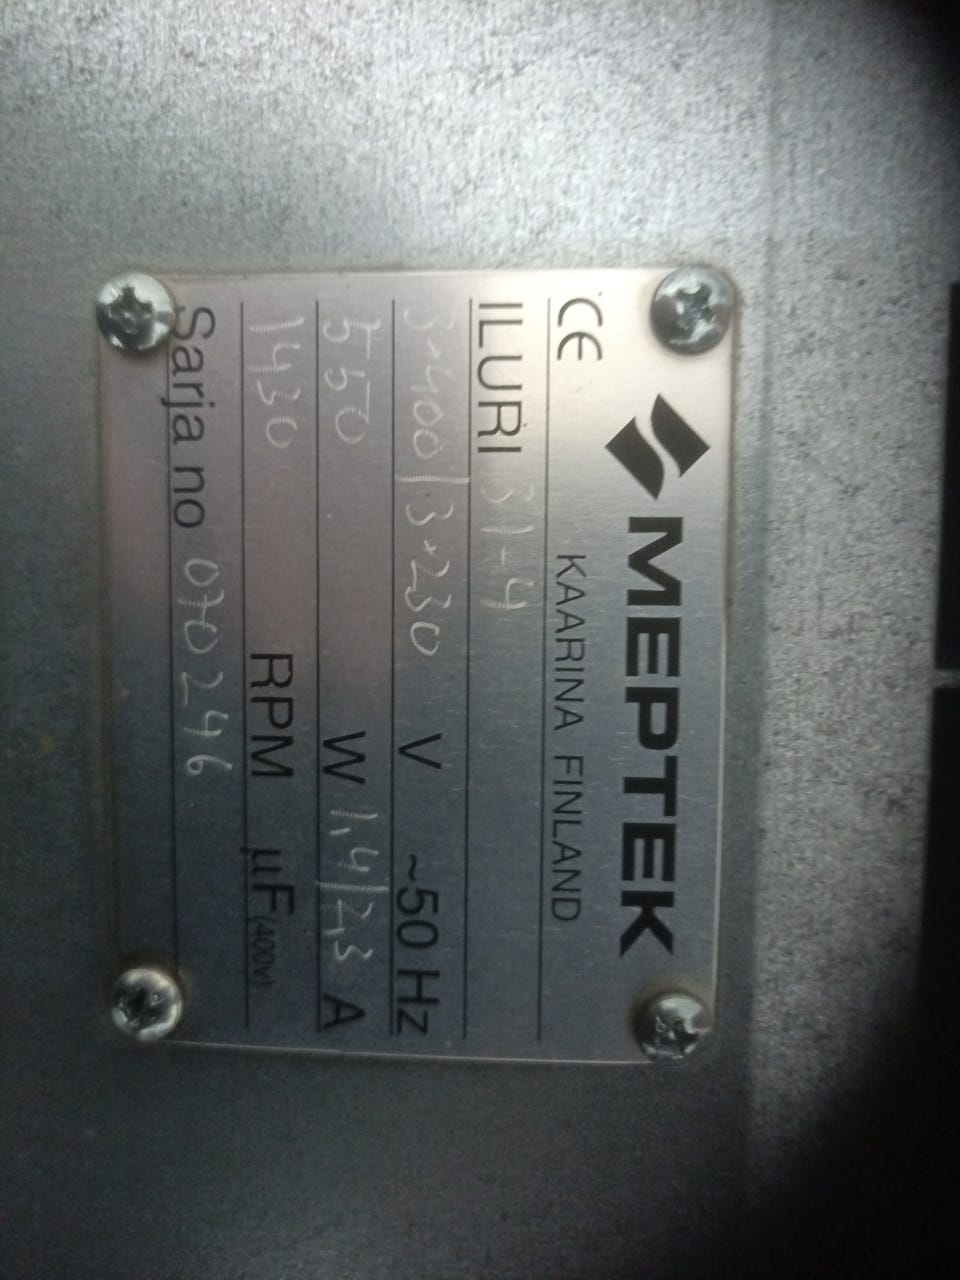 CE MEPTEK
KAARINA FINLAND
ILURI 31-4
3~400/3~230 V ~50 Hz
550 W 1,4/2,3 A
1430 RPM µF(400V)
Sarja no 070246